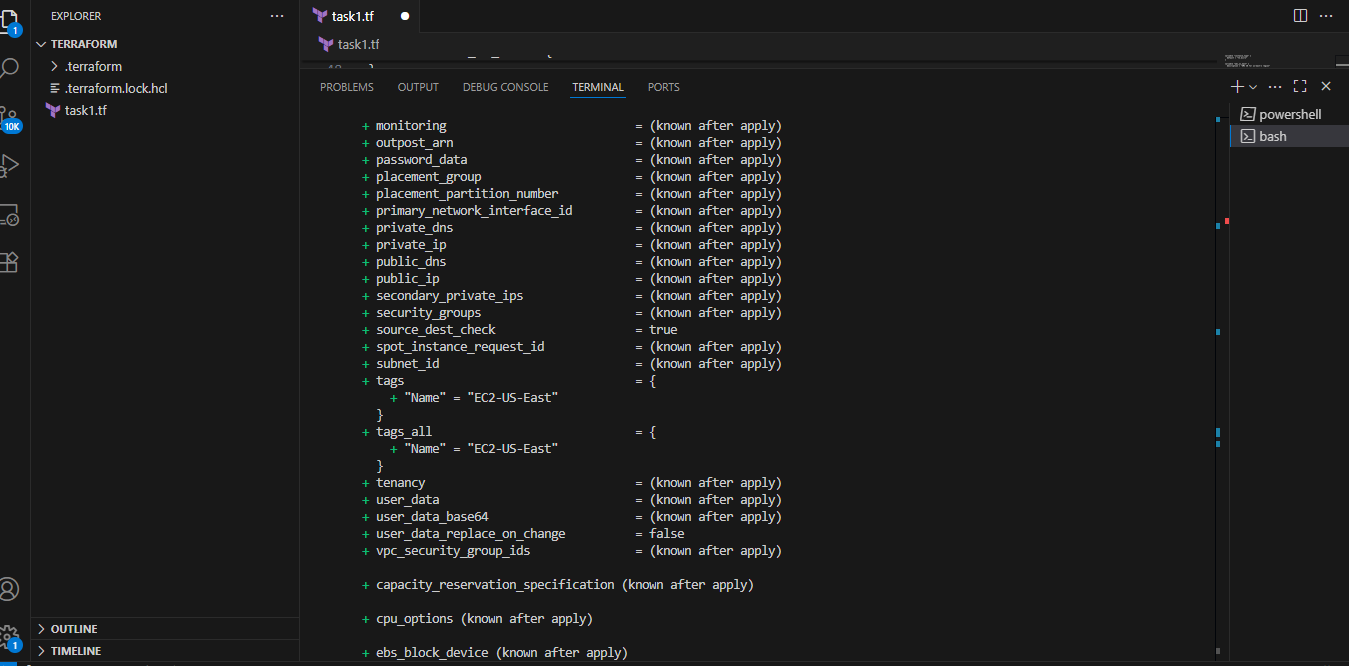 EXPLORER
TERRAFORM
.terraform
.terraform.lock.hcl
task1.tf
OUTLINE
TIMELINE
1
10K
1
task1.tf
task1.tf
PROBLEMS OUTPUT DEBUG CONSOLE TERMINAL PORTS
powershell
bash
+ monitoring = (known after apply)
+ outpost_arn = (known after apply)
+ password_data = (known after apply)
+ placement_group = (known after apply)
+ placement_partition_number = (known after apply)
+ primary_network_interface_id = (known after apply)
+ private_dns = (known after apply)
+ private_ip = (known after apply)
+ public_dns = (known after apply)
+ public_ip = (known after apply)
+ secondary_private_ips = (known after apply)
+ security_groups = (known after apply)
+ source_dest_check = true
+ spot_instance_request_id = (known after apply)
+ subnet_id = (known after apply)
+ tags = {
+ "Name" = "EC2-US-East"
}
+ tags_all = {
+ "Name" = "EC2-US-East"
}
+ tenancy = (known after apply)
+ user_data = (known after apply)
+ user_data_base64 = (known after apply)
+ user_data_replace_on_change = false
+ vpc_security_group_ids = (known after apply)
+ capacity_reservation_specification (known after apply)
+ cpu_options (known after apply)
+ ebs_block_device (known after apply)